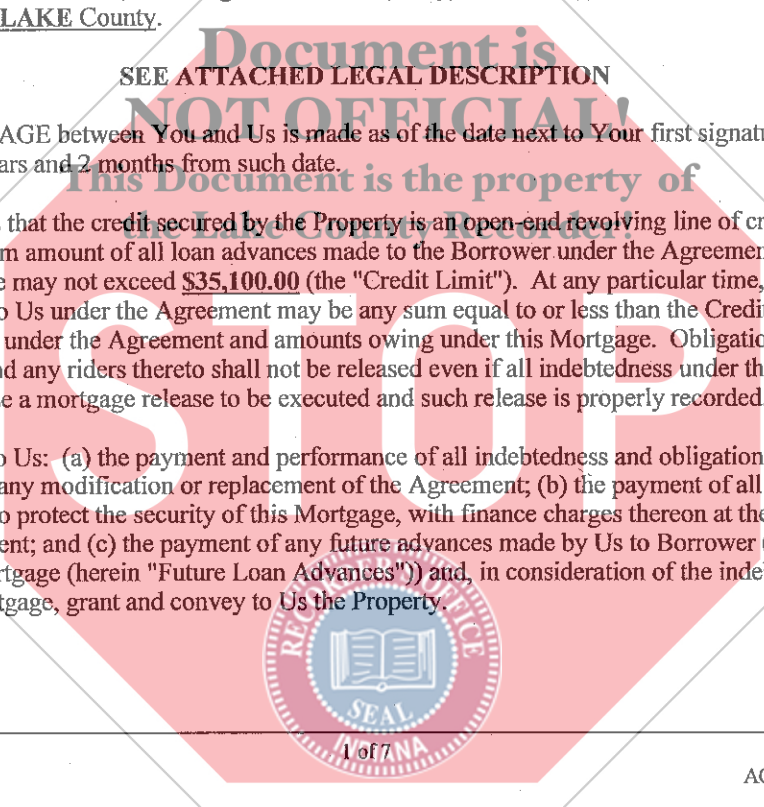 LAKE County.
Document is
SEE ATTACHED LEGAL DESCRIPTION
NOT OFFICIAL!
AGE between You and Us is made as of the date next to Your first signatu
ars and 2 months from such date.
This Document is the property of
the Lake County Recorder!
s that the credit secured by the Property is an open-end revolving line of cr
m amount of all loan advances made to the Borrower under the Agreemen
e may not exceed $35,100.00 (the "Credit Limit"). At any particular time,
o Us under the Agreement may be any sum equal to or less than the Credi
under the Agreement and amounts owing under this Mortgage. Obligatio
nd any riders thereto shall not be released even if all indebtedness under th
e a mortgage release to be executed and such release is properly recorded
STOP
o Us: (a) the payment and performance of all indebtedness and obligation
any modification or replacement of the Agreement; (b) the payment of all
o protect the security of this Mortgage, with finance charges thereon at the
ent; and (c) the payment of any future advances made by Us to Borrower
rtgage (herein "Future Loan Advances")) and, in consideration of the inde
tgage, grant and convey to Us the Property.
RECORDER'S OFFICE
SEAL
INDIANA
1 of 7
AC